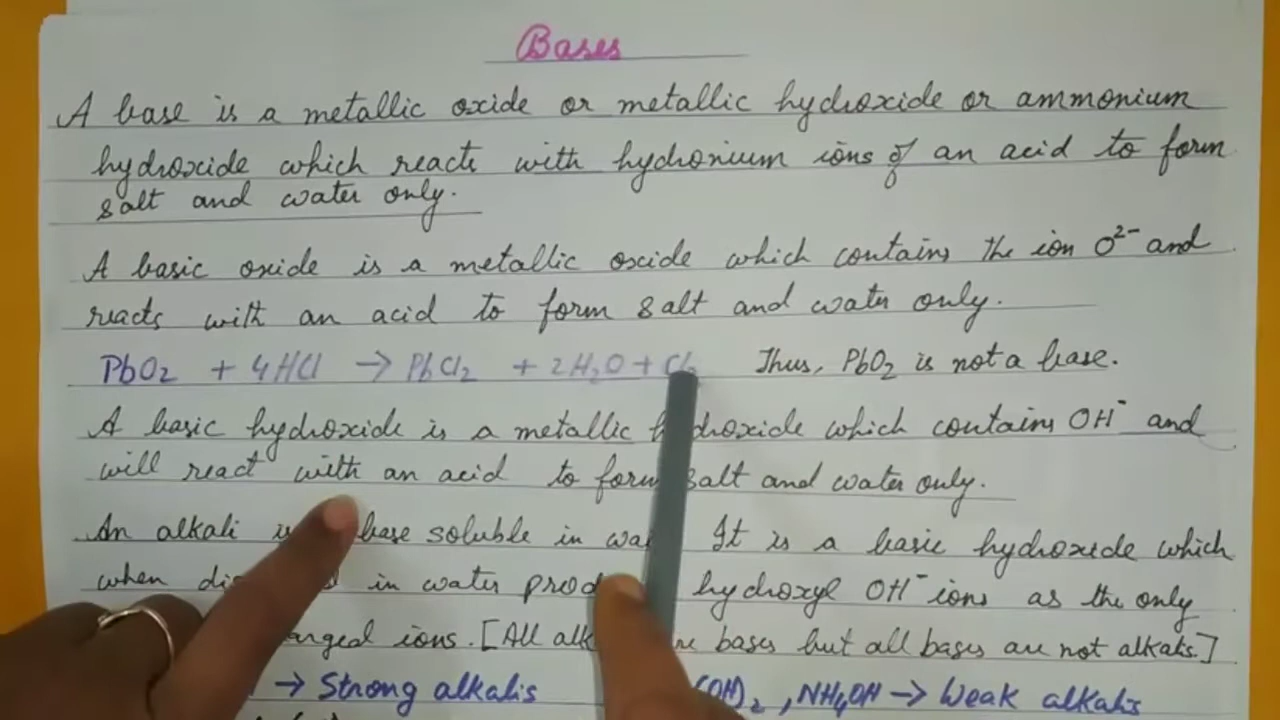 Bases
A base is a metallic oxide or metallic hydroxide or ammonium
hydroxide which reacts with hydronium ions of an acid to form
salt and water only.
A basic oxide is a metallic oxide which contains the ion O²⁻ and
reacts with an acid to form salt and water only.
PbO₂ + 4HCl → PbCl₂ + 2H₂O + Thus, PbO₂ is not a base.
A basic hydroxide is a metallic which contains OH⁻ and
will react with an acid to salt and water only.
An alkali base soluble in It is a basic hydroxide which
when in water hydroxyl OH⁻ ions as the only
ions. [All bases but all bases are not alkalis.]
→ Strong alkalis (OH)₂, NH₄OH → Weak alkalis